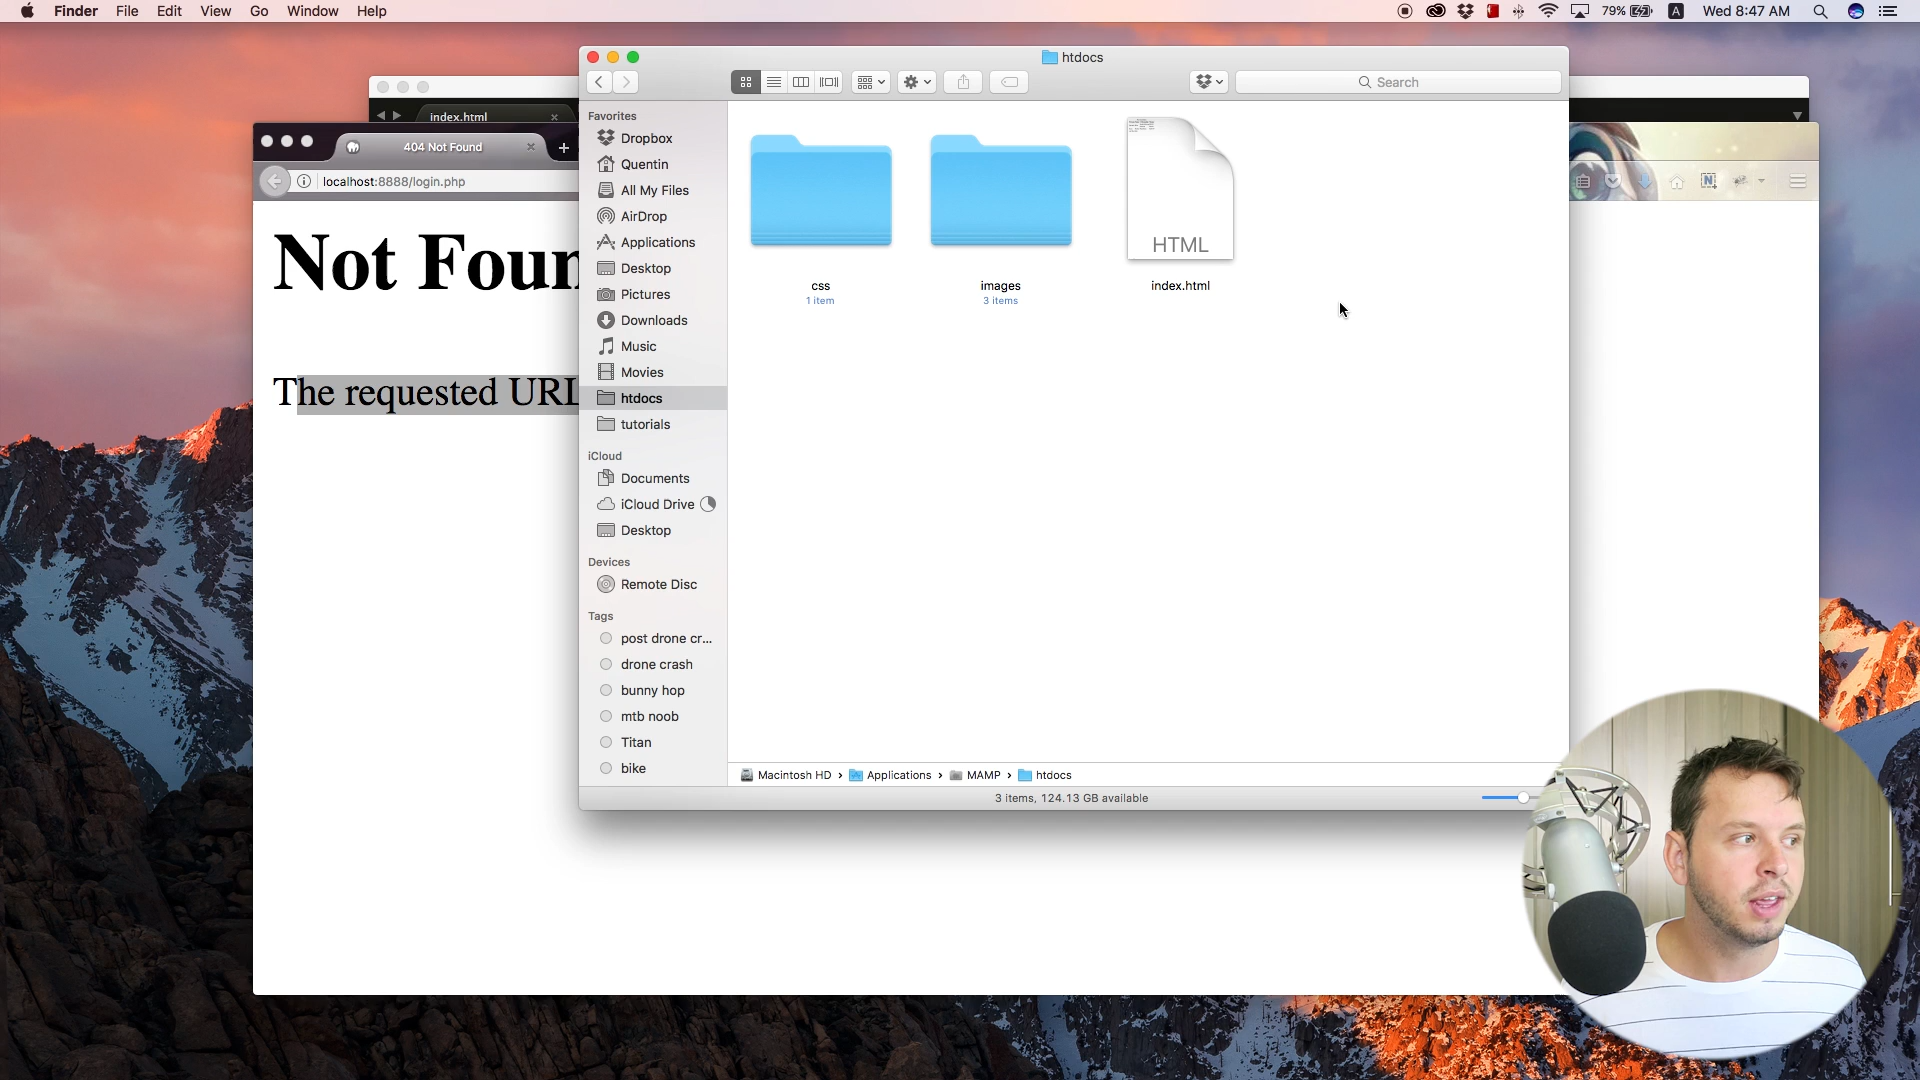 Finder File Edit View Go Window Help
79% A Wed 8:47 AM
htdocs
Search
index.html
404 Not Found
localhost:8888/login.php
Not Foun
The requested URL
Favorites
Dropbox
Quentin
All My Files
AirDrop
Applications
Desktop
Pictures
Downloads
Music
Movies
htdocs
tutorials
iCloud
Documents
iCloud Drive
Desktop
Devices
Remote Disc
Tags
post drone cr...
drone crash
bunny hop
mtb noob
Titan
bike
HTML
css images index.html
1 item 3 items
Macintosh HD › Applications › MAMP › htdocs
3 items, 124.13 GB available